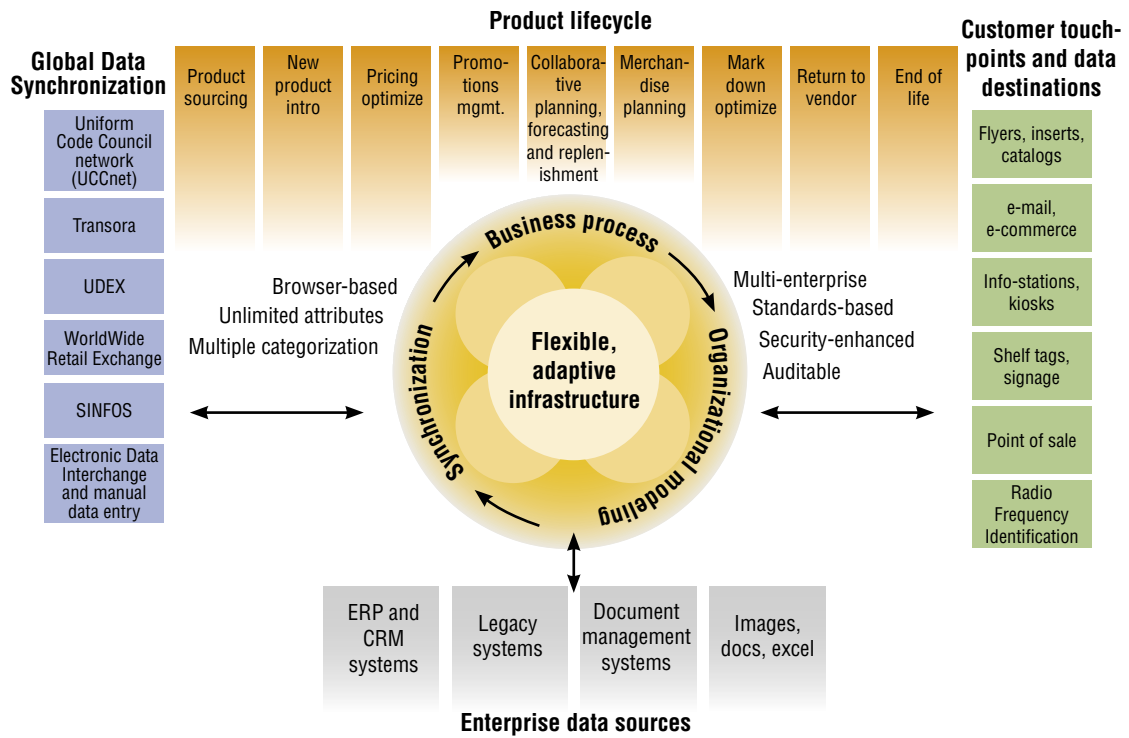 Product lifecycle
Global Data
Synchronization
Customer touch-
points and data
destinations
Product
sourcing
New
product
intro
Pricing
optimize
Promo-
tions
mgmt.
Collabora-
tive
planning,
forecasting
and replen-
ishment
Merchan-
dise
planning
Mark
down
optimize
Return to
vendor
End of
life
Uniform
Code Council
network
(UCCnet)
Transora
UDEX
WorldWide
Retail Exchange
SINFOS
Electronic Data
Interchange
and manual
data entry
Browser-based
Unlimited attributes
Multiple categorization
Business process
Organizational modeling
Synchronization
Flexible,
adaptive
infrastructure
Multi-enterprise
Standards-based
Security-enhanced
Auditable
Flyers, inserts,
catalogs
e-mail,
e-commerce
Info-stations,
kiosks
Shelf tags,
signage
Point of sale
Radio
Frequency
Identification
ERP and
CRM
systems
Legacy
systems
Document
management
systems
Images,
docs, excel
Enterprise data sources